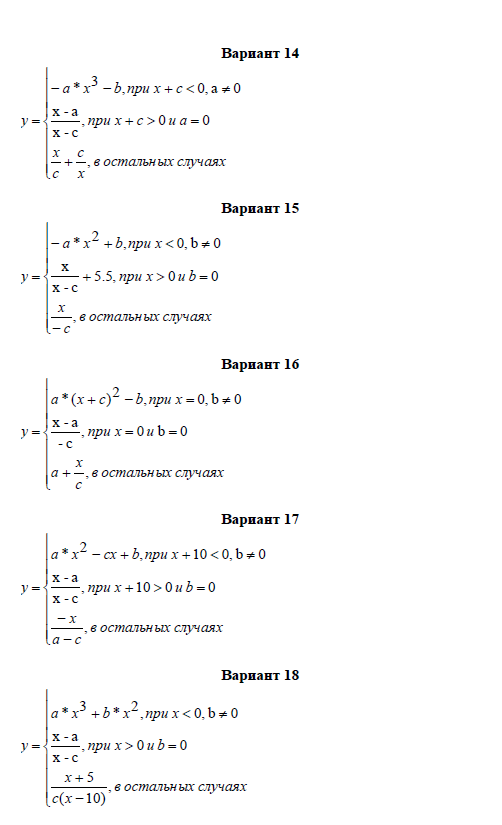 Вариант 14
− a * x³ − b, при x + c < 0, a ≠ 0
y = { x - a / x - c , при x + c > 0 и a = 0
x / c + c / x , в остальных случаях
Вариант 15
− a * x² + b, при x < 0, b ≠ 0
y = { x / x - c + 5.5, при x > 0 и b = 0
x / − c , в остальных случаях
Вариант 16
a * (x + c)² − b, при x = 0, b ≠ 0
y = { x - a / - c , при x = 0 и b = 0
a + x / c , в остальных случаях
Вариант 17
a * x² − cx + b, при x + 10 < 0, b ≠ 0
y = { x - a / x - c , при x + 10 > 0 и b = 0
− x / a − c , в остальных случаях
Вариант 18
a * x³ + b * x², при x < 0, b ≠ 0
y = { x - a / x - c , при x > 0 и b = 0
x + 5 / c(x − 10) , в остальных случаях